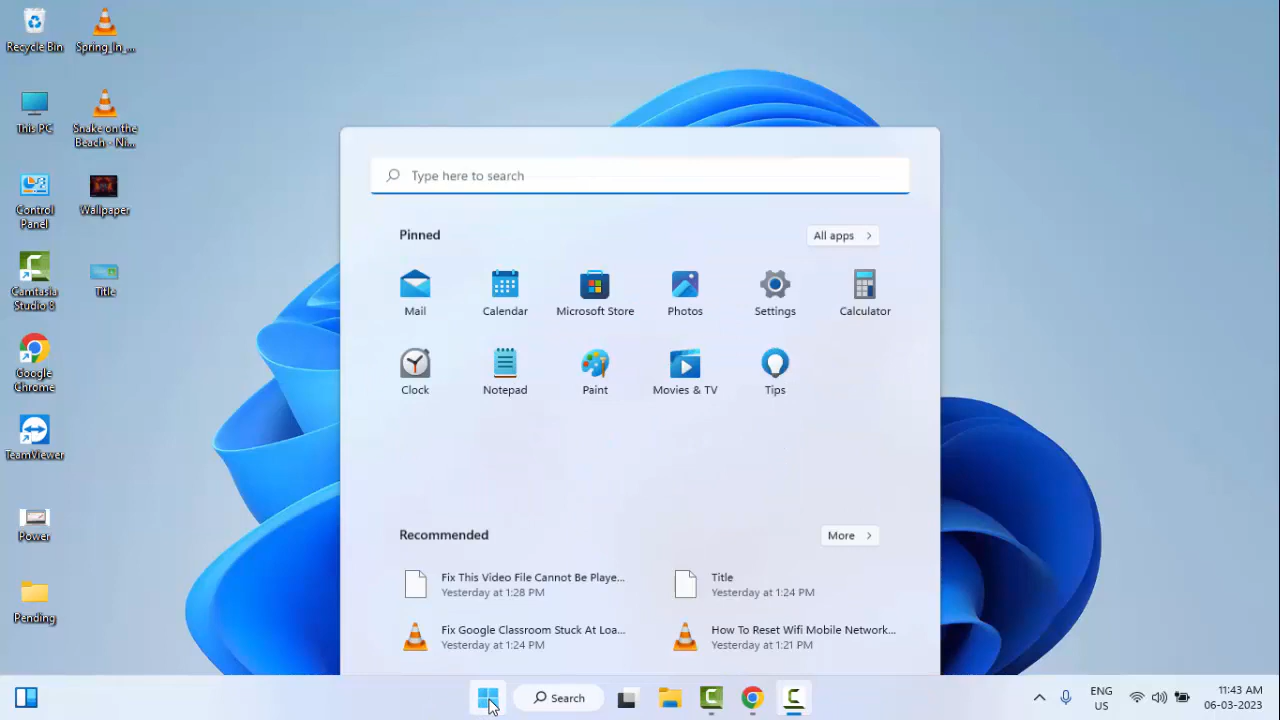 Recycle Bin
Spring_In_...
This PC
Snake on the
Beach - Ni...
Control
Panel
Wallpaper
Camtasia
Studio 8
Title
Google
Chrome
TeamViewer
Power
Pending
Type here to search
Pinned
All apps
Mail
Calendar
Microsoft Store
Photos
Settings
Calculator
Clock
Notepad
Paint
Movies & TV
Tips
Recommended
More
Fix This Video File Cannot Be Playe...
Yesterday at 1:28 PM
Title
Yesterday at 1:24 PM
Fix Google Classroom Stuck At Loa...
Yesterday at 1:24 PM
How To Reset Wifi Mobile Network...
Yesterday at 1:21 PM
Search
ENG
US
11:43 AM
06-03-2023